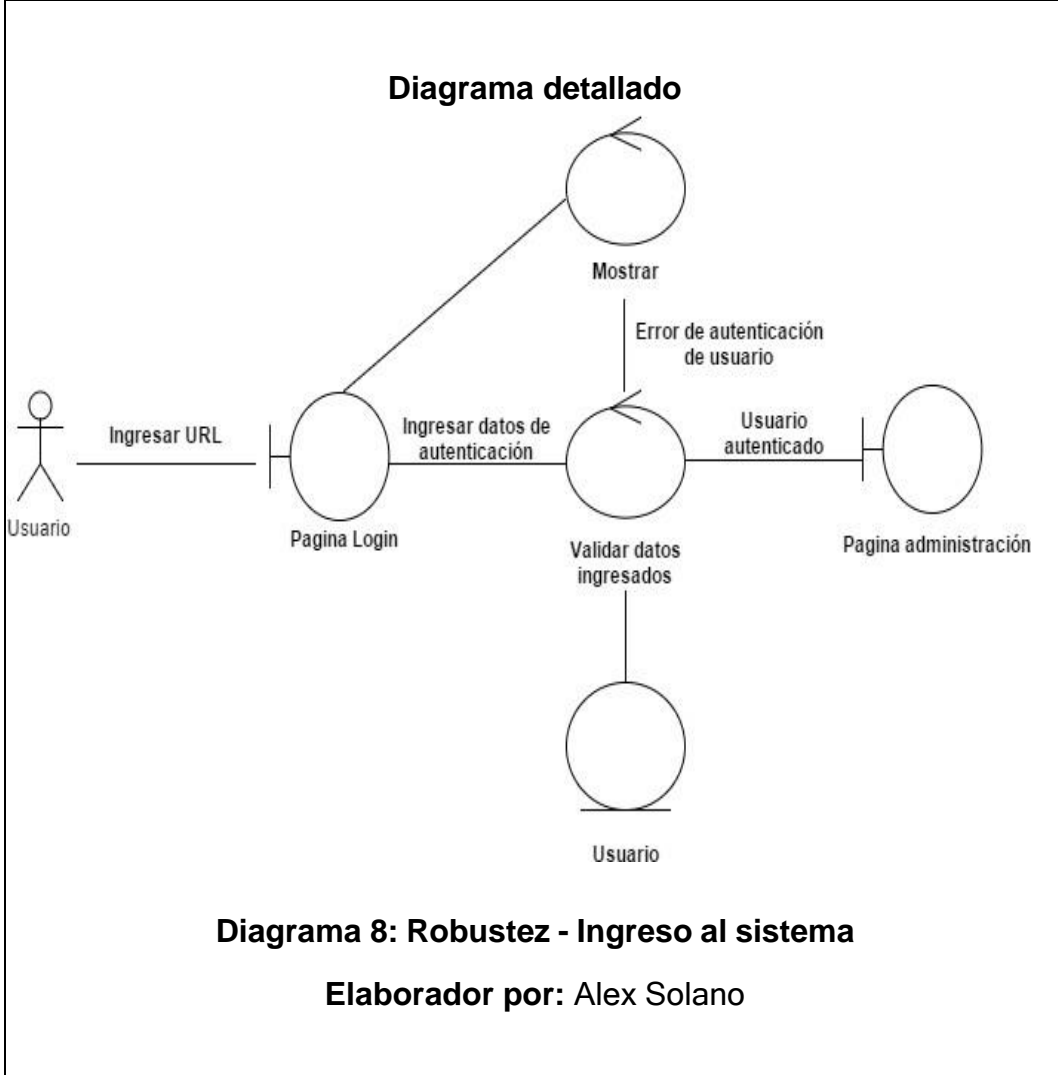 Diagrama detallado
Mostrar
Error de autenticación
de usuario
Ingresar URL
Ingresar datos de
autenticación
Usuario
autenticado
Usuario
Pagina Login
Validar datos
ingresados
Pagina administración
Usuario
Diagrama 8: Robustez - Ingreso al sistema
Elaborador por: Alex Solano